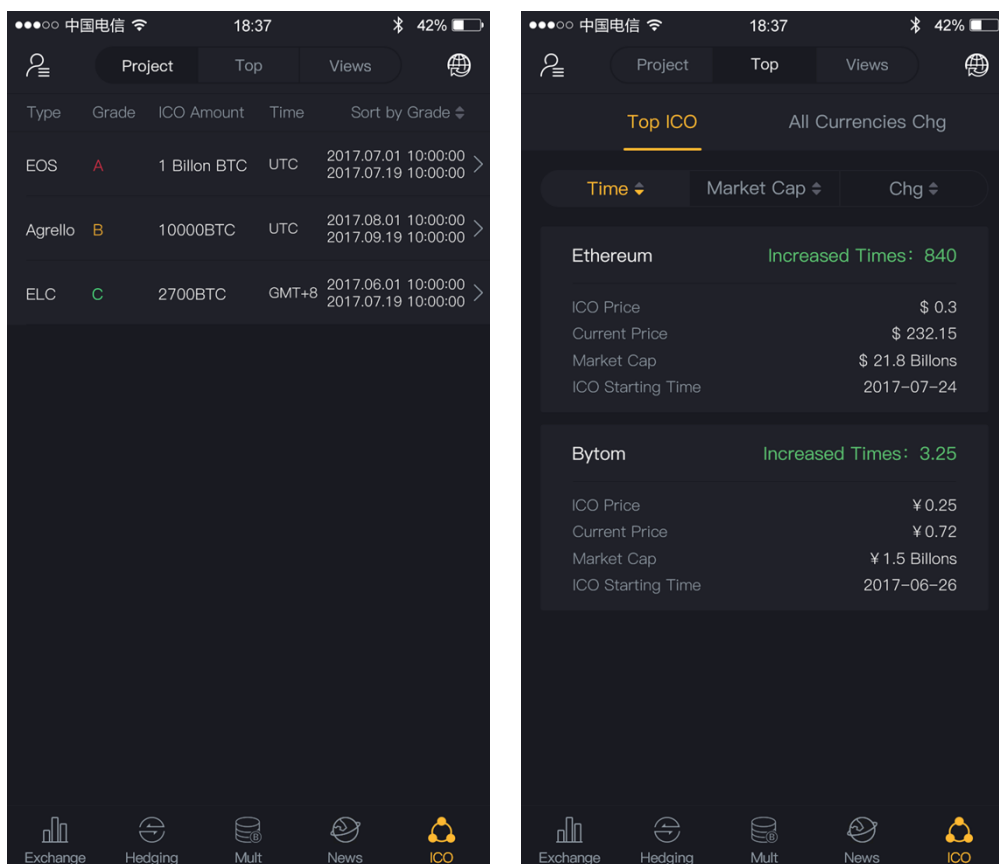 中国电信 18:37 42%
Project Top Views
Type Grade ICO Amount Time Sort by Grade
EOS A 1 Billon BTC UTC 2017.07.01 10:00:00
2017.07.19 10:00:00
Agrello B 10000BTC UTC 2017.08.01 10:00:00
2017.09.19 10:00:00
ELC C 2700BTC GMT+8 2017.06.01 10:00:00
2017.07.19 10:00:00
Exchange Hedging Mult News ICO
中国电信 18:37 42%
Project Top Views
Top ICO All Currencies Chg
Time Market Cap Chg
Ethereum Increased Times: 840
ICO Price $ 0.3
Current Price $ 232.15
Market Cap $ 21.8 Billons
ICO Starting Time 2017-07-24
Bytom Increased Times: 3.25
ICO Price ¥ 0.25
Current Price ¥ 0.72
Market Cap ¥ 1.5 Billons
ICO Starting Time 2017-06-26
Exchange Hedging Mult News ICO